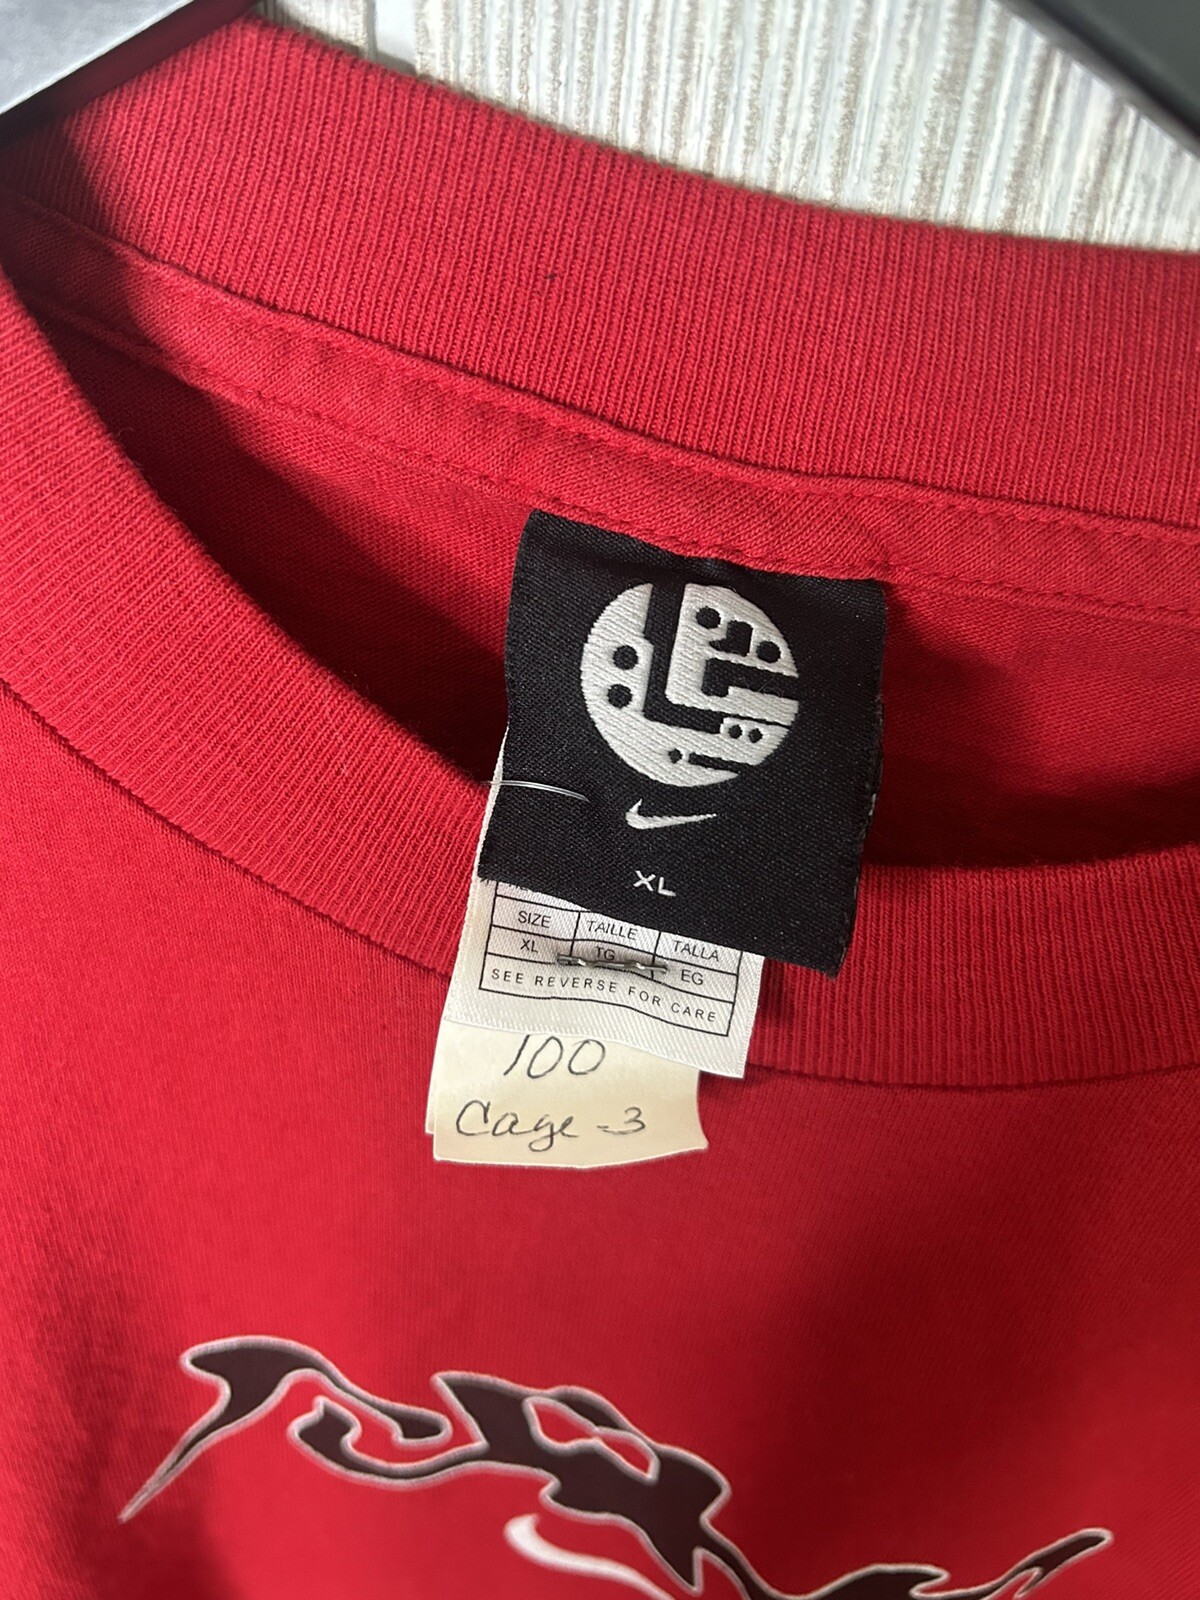 XL
SIZE TAILLE TALLA
XL TG EG
SEE REVERSE FOR CARE
100
Cage -3